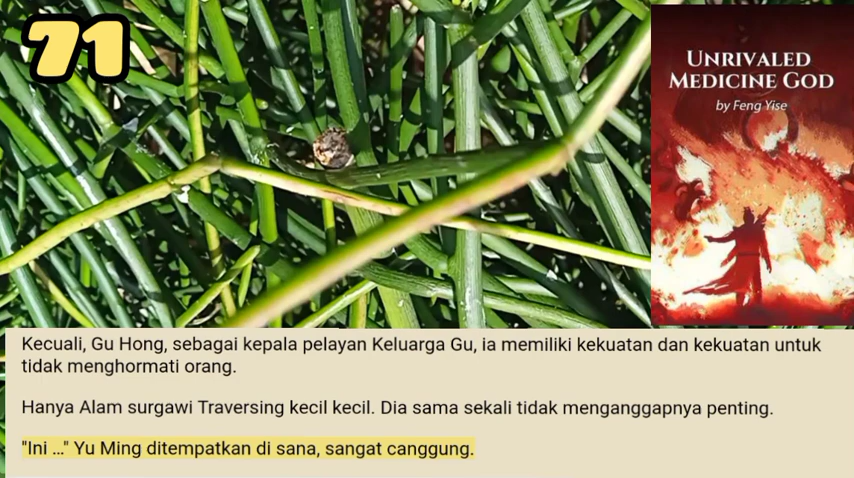 71
UNRIVALED
MEDICINE GOD
by Feng Yise
Kecuali, Gu Hong, sebagai kepala pelayan Keluarga Gu, ia memiliki kekuatan dan kekuatan untuk
tidak menghormati orang.
Hanya Alam surgawi Traversing kecil kecil. Dia sama sekali tidak menganggapnya penting.
"Ini ..." Yu Ming ditempatkan di sana, sangat canggung.